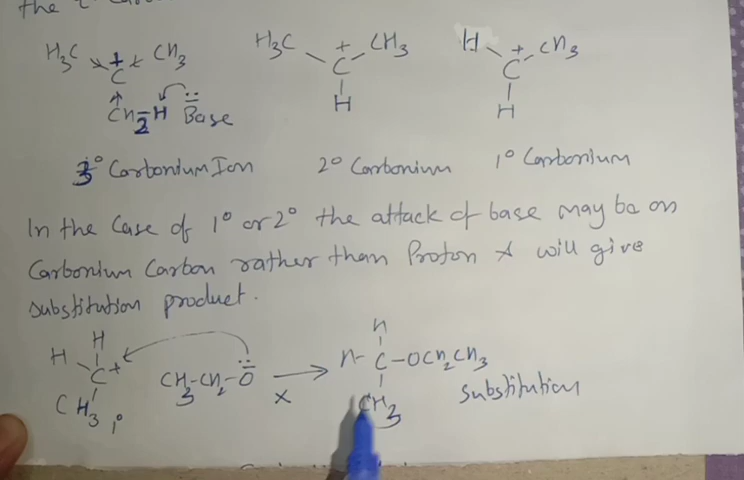 the
H3C + CH3 H3C + CH3 H + CH3
C C C
CH2-H Base H H
3° Carbonium Ion 2° Carbonium 1° Carbonium
In the Case of 1° or 2° the attack of base may be on
Carbonium Carbon rather than Proton & will give
substitution product.
H H
H C+ CH3-CH2-O → H-C-OCH2CH3
CH3 1° x CH3 substitution